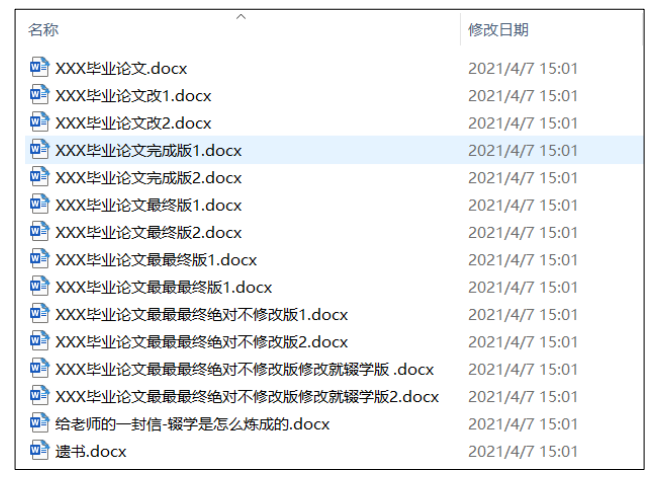 名称 修改日期
XXX毕业论文.docx 2021/4/7 15:01
XXX毕业论文改1.docx 2021/4/7 15:01
XXX毕业论文改2.docx 2021/4/7 15:01
XXX毕业论文完成版1.docx 2021/4/7 15:01
XXX毕业论文完成版2.docx 2021/4/7 15:01
XXX毕业论文最终版1.docx 2021/4/7 15:01
XXX毕业论文最终版2.docx 2021/4/7 15:01
XXX毕业论文最最终版1.docx 2021/4/7 15:01
XXX毕业论文最最最终版1.docx 2021/4/7 15:01
XXX毕业论文最最最终绝对不修改版1.docx 2021/4/7 15:01
XXX毕业论文最最最终绝对不修改版2.docx 2021/4/7 15:01
XXX毕业论文最最最终绝对不修改版修改就辍学版 .docx 2021/4/7 15:01
XXX毕业论文最最最终绝对不修改版修改就辍学版2.docx 2021/4/7 15:01
给老师的一封信-辍学是怎么炼成的.docx 2021/4/7 15:01
遗书.docx 2021/4/7 15:01